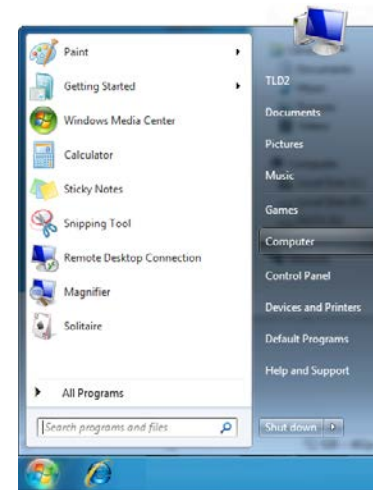 Paint
Getting Started
Windows Media Center
Calculator
Sticky Notes
Snipping Tool
Remote Desktop Connection
Magnifier
Solitaire
All Programs
Search programs and files
TLD2
Documents
Pictures
Music
Games
Computer
Control Panel
Devices and Printers
Default Programs
Help and Support
Shut down